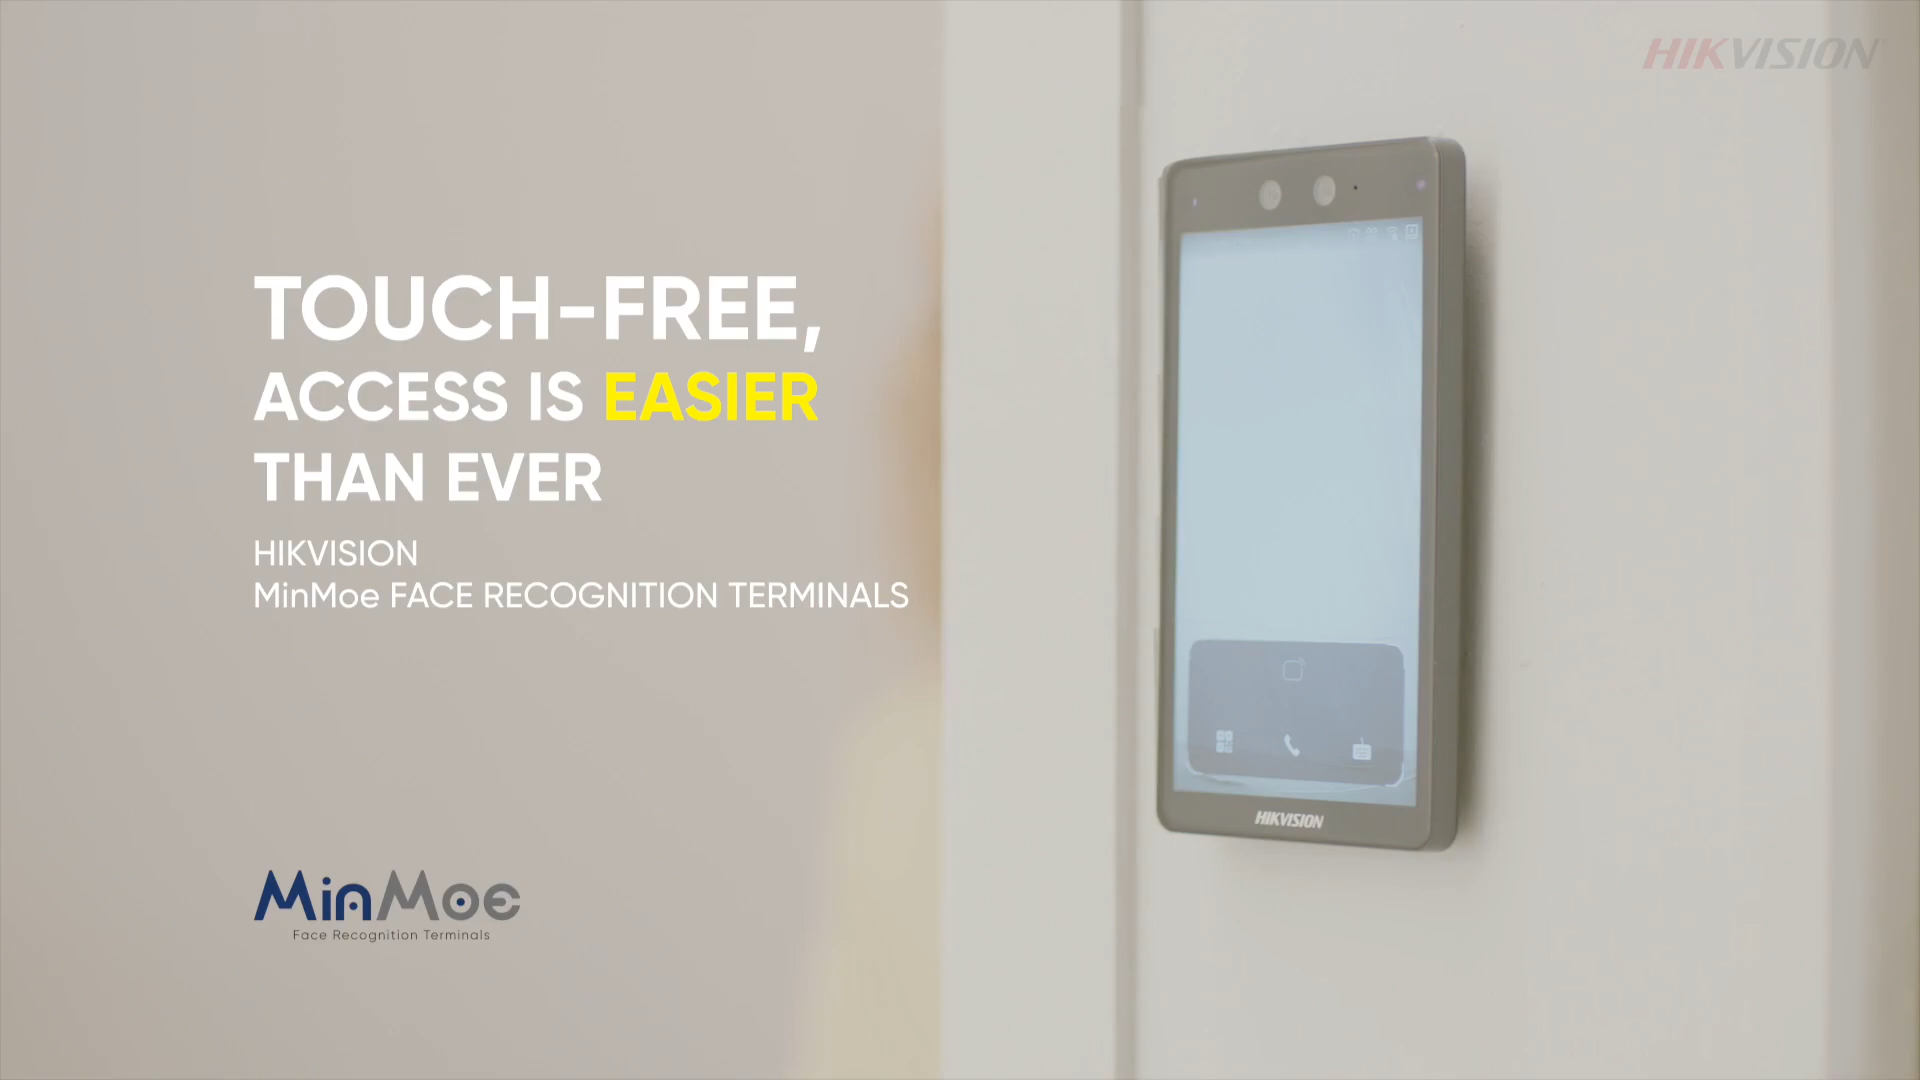 HIKVISION
TOUCH-FREE,
ACCESS IS EASIER
THAN EVER
HIKVISION
MinMoe FACE RECOGNITION TERMINALS
MinMoe
Face Recognition Terminals
HIKVISION